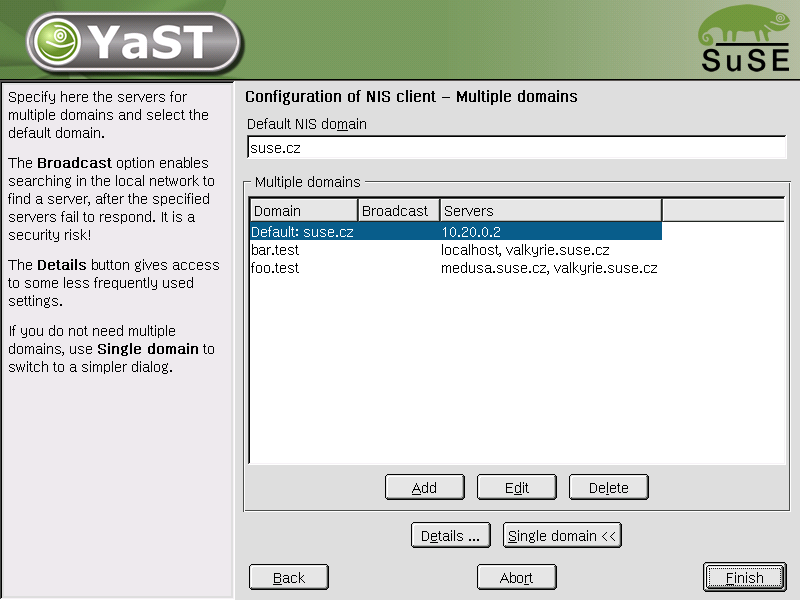 YaST
SuSE
Specify here the servers for
multiple domains and select the
default domain.
The Broadcast option enables
searching in the local network to
find a server, after the specified
servers fail to respond. It is a
security risk!
The Details button gives access
to some less frequently used
settings.
If you do not need multiple
domains, use Single domain to
switch to a simpler dialog.
Configuration of NIS client – Multiple domains
Default NIS domain
suse.cz
Multiple domains
Domain Broadcast Servers
Default: suse.cz 10.20.0.2
bar.test localhost, valkyrie.suse.cz
foo.test medusa.suse.cz, valkyrie.suse.cz
Add Edit Delete
Details ... Single domain <<
Back Abort Finish